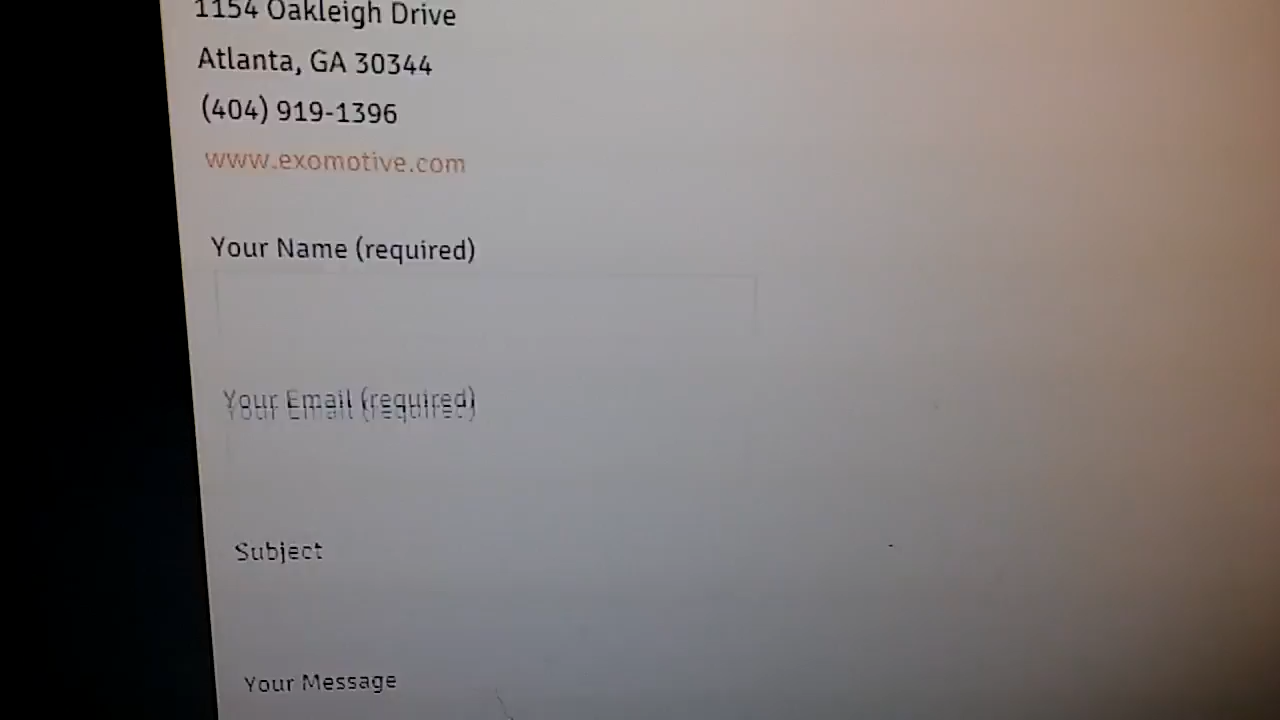 1154 Oakleigh Drive
Atlanta, GA 30344
(404) 919-1396
www.exomotive.com
Your Name (required)
Your Email (required)
Subject
Your Message